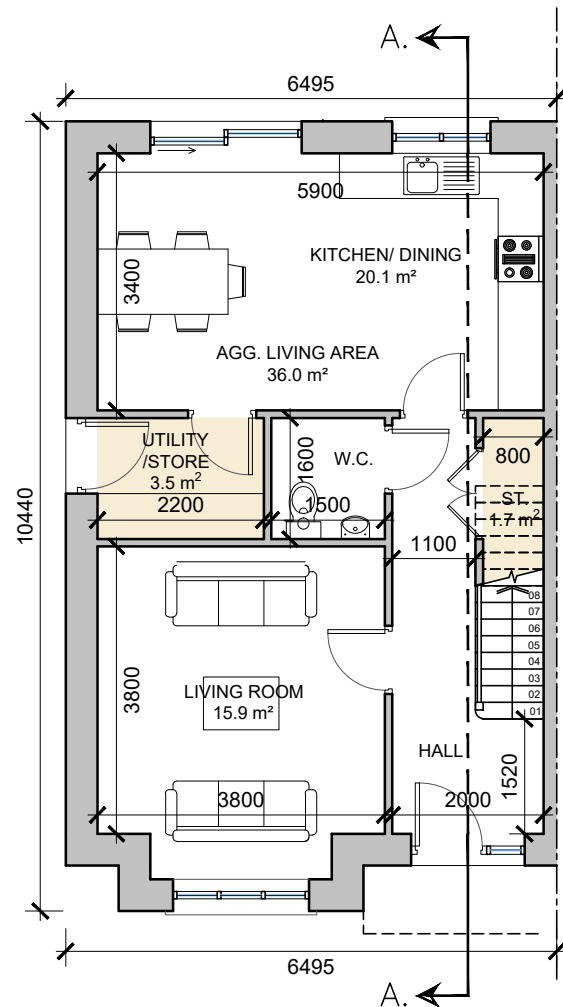 A.
6495
5900
KITCHEN/ DINING
20.1 m²
3400
AGG. LIVING AREA
36.0 m²
UTILITY
/STORE
3.5 m²
2200
1600
W.C.
1500
800
ST.
1.7 m²
1100
10440
08
07
06
05
04
03
02
01
3800
LIVING ROOM
15.9 m²
HALL
1520
3800
2000
6495
A.